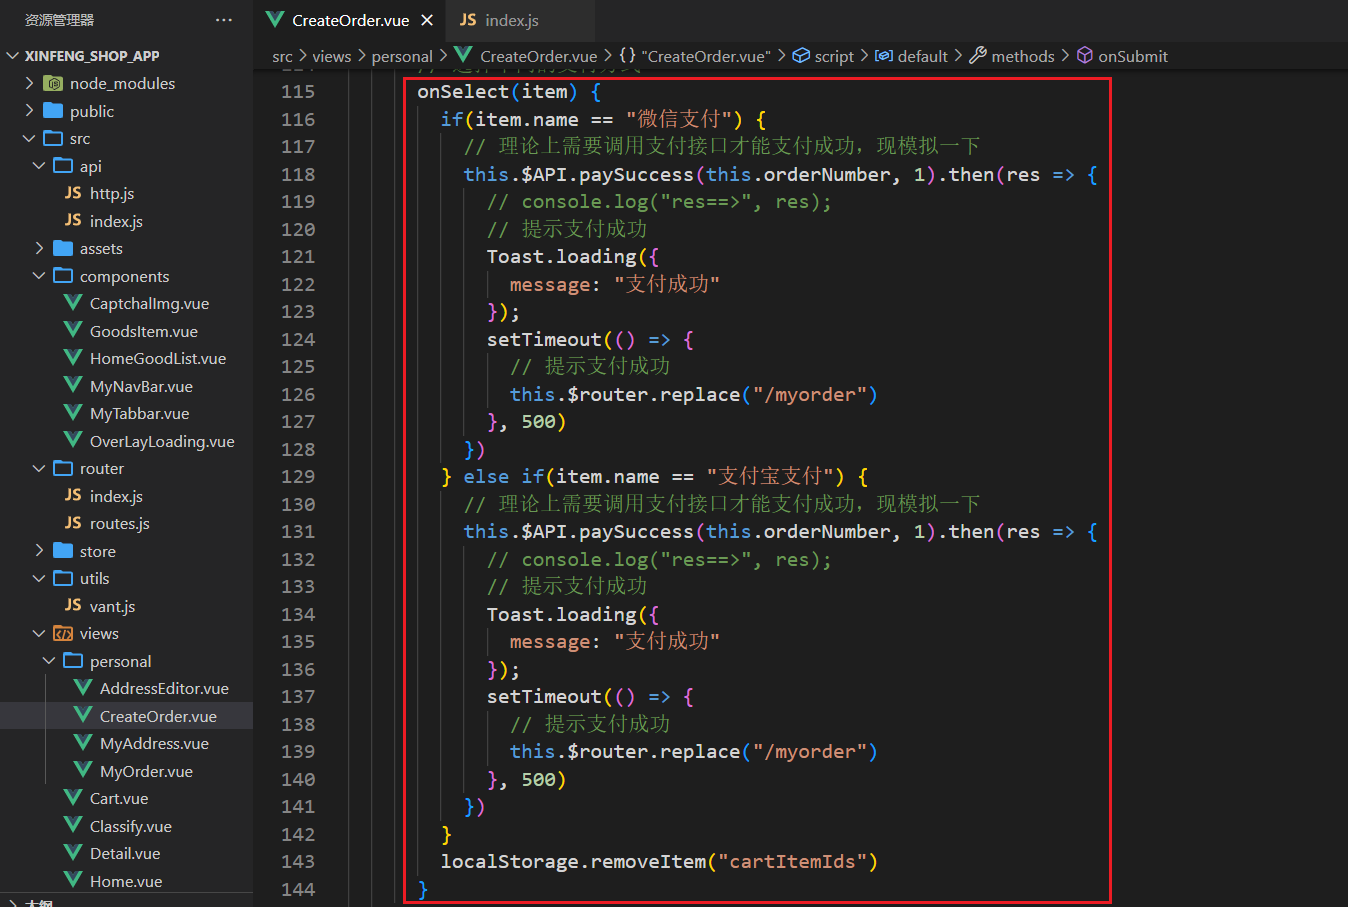 资源管理器
XINFENG_SHOP_APP
node_modules
public
src
api
JS http.js
JS index.js
assets
components
CaptchalImg.vue
GoodsItem.vue
HomeGoodList.vue
MyNavBar.vue
MyTabbar.vue
OverLayLoading.vue
router
JS index.js
JS routes.js
store
utils
JS vant.js
views
personal
AddressEditor.vue
CreateOrder.vue
MyAddress.vue
MyOrder.vue
Cart.vue
Classify.vue
Detail.vue
Home.vue
大纲
CreateOrder.vue
JS index.js
src > views > personal > CreateOrder.vue > {} "CreateOrder.vue" > script > default > methods > onSubmit
115 onSelect(item) {
116 if(item.name == "微信支付") {
117 // 理论上需要调用支付接口才能支付成功，现模拟一下
118 this.$API.paySuccess(this.orderNumber, 1).then(res => {
119 // console.log("res==>", res);
120 // 提示支付成功
121 Toast.loading({
122 message: "支付成功"
123 });
124 setTimeout(() => {
125 // 提示支付成功
126 this.$router.replace("/myorder")
127 }, 500)
128 })
129 } else if(item.name == "支付宝支付") {
130 // 理论上需要调用支付接口才能支付成功，现模拟一下
131 this.$API.paySuccess(this.orderNumber, 1).then(res => {
132 // console.log("res==>", res);
133 // 提示支付成功
134 Toast.loading({
135 message: "支付成功"
136 });
137 setTimeout(() => {
138 // 提示支付成功
139 this.$router.replace("/myorder")
140 }, 500)
141 })
142 }
143 localStorage.removeItem("cartItemIds")
144 }